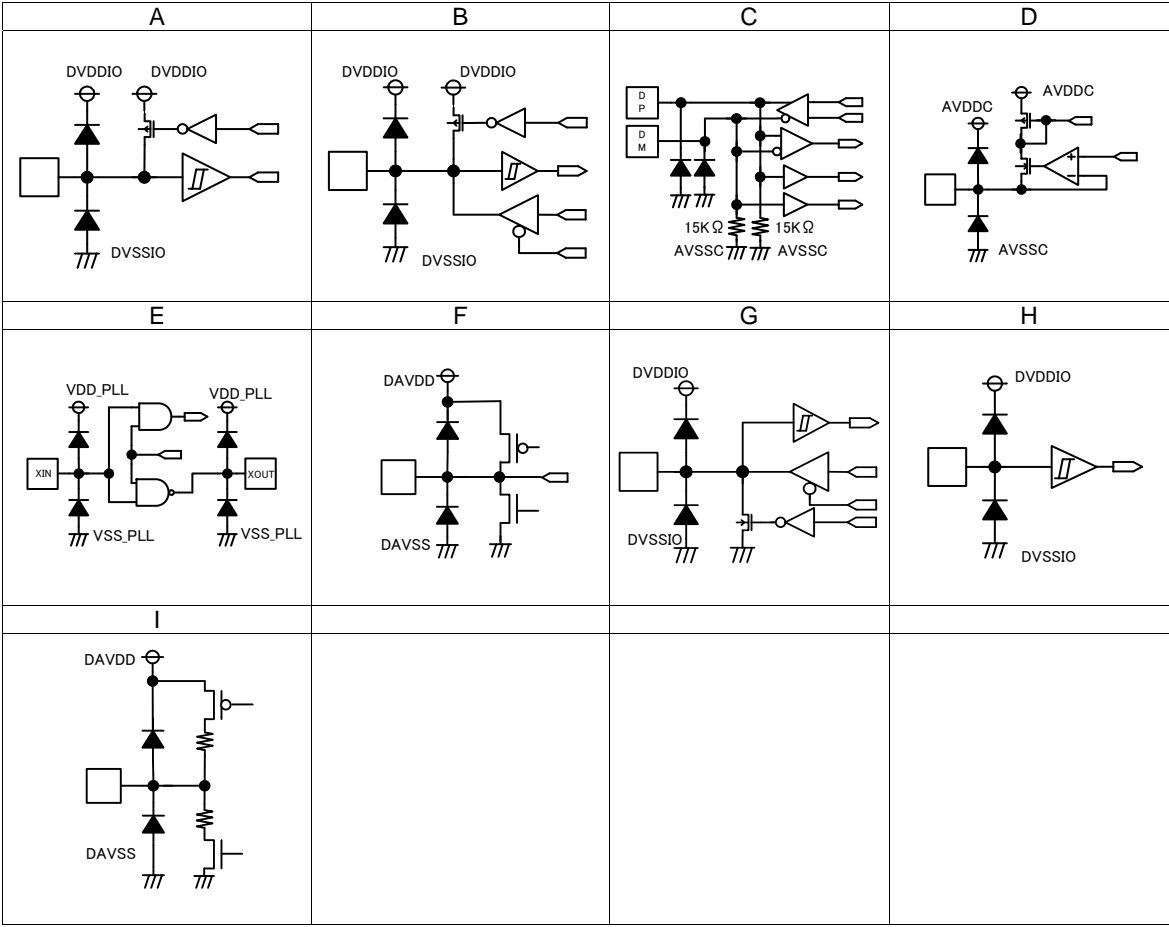 A
B
C
D
DVDDIO DVDDIO
DVSSIO
DVDDIO DVDDIO
DVSSIO
D
P
D
M
15KΩ 15KΩ
AVSSC AVSSC
AVDDC
AVDDC
+
−
AVSSC
E
F
G
H
VDD_PLL VDD_PLL
XIN XOUT
VSS_PLL VSS_PLL
DAVDD
DAVSS
DVDDIO
DVSSIO
DVDDIO
DVSSIO
I
DAVDD
DAVSS